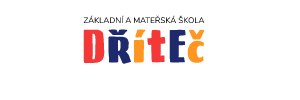 ZÁKLADNÍ A MATEŘSKÁ ŠKOLA
DŘítEč